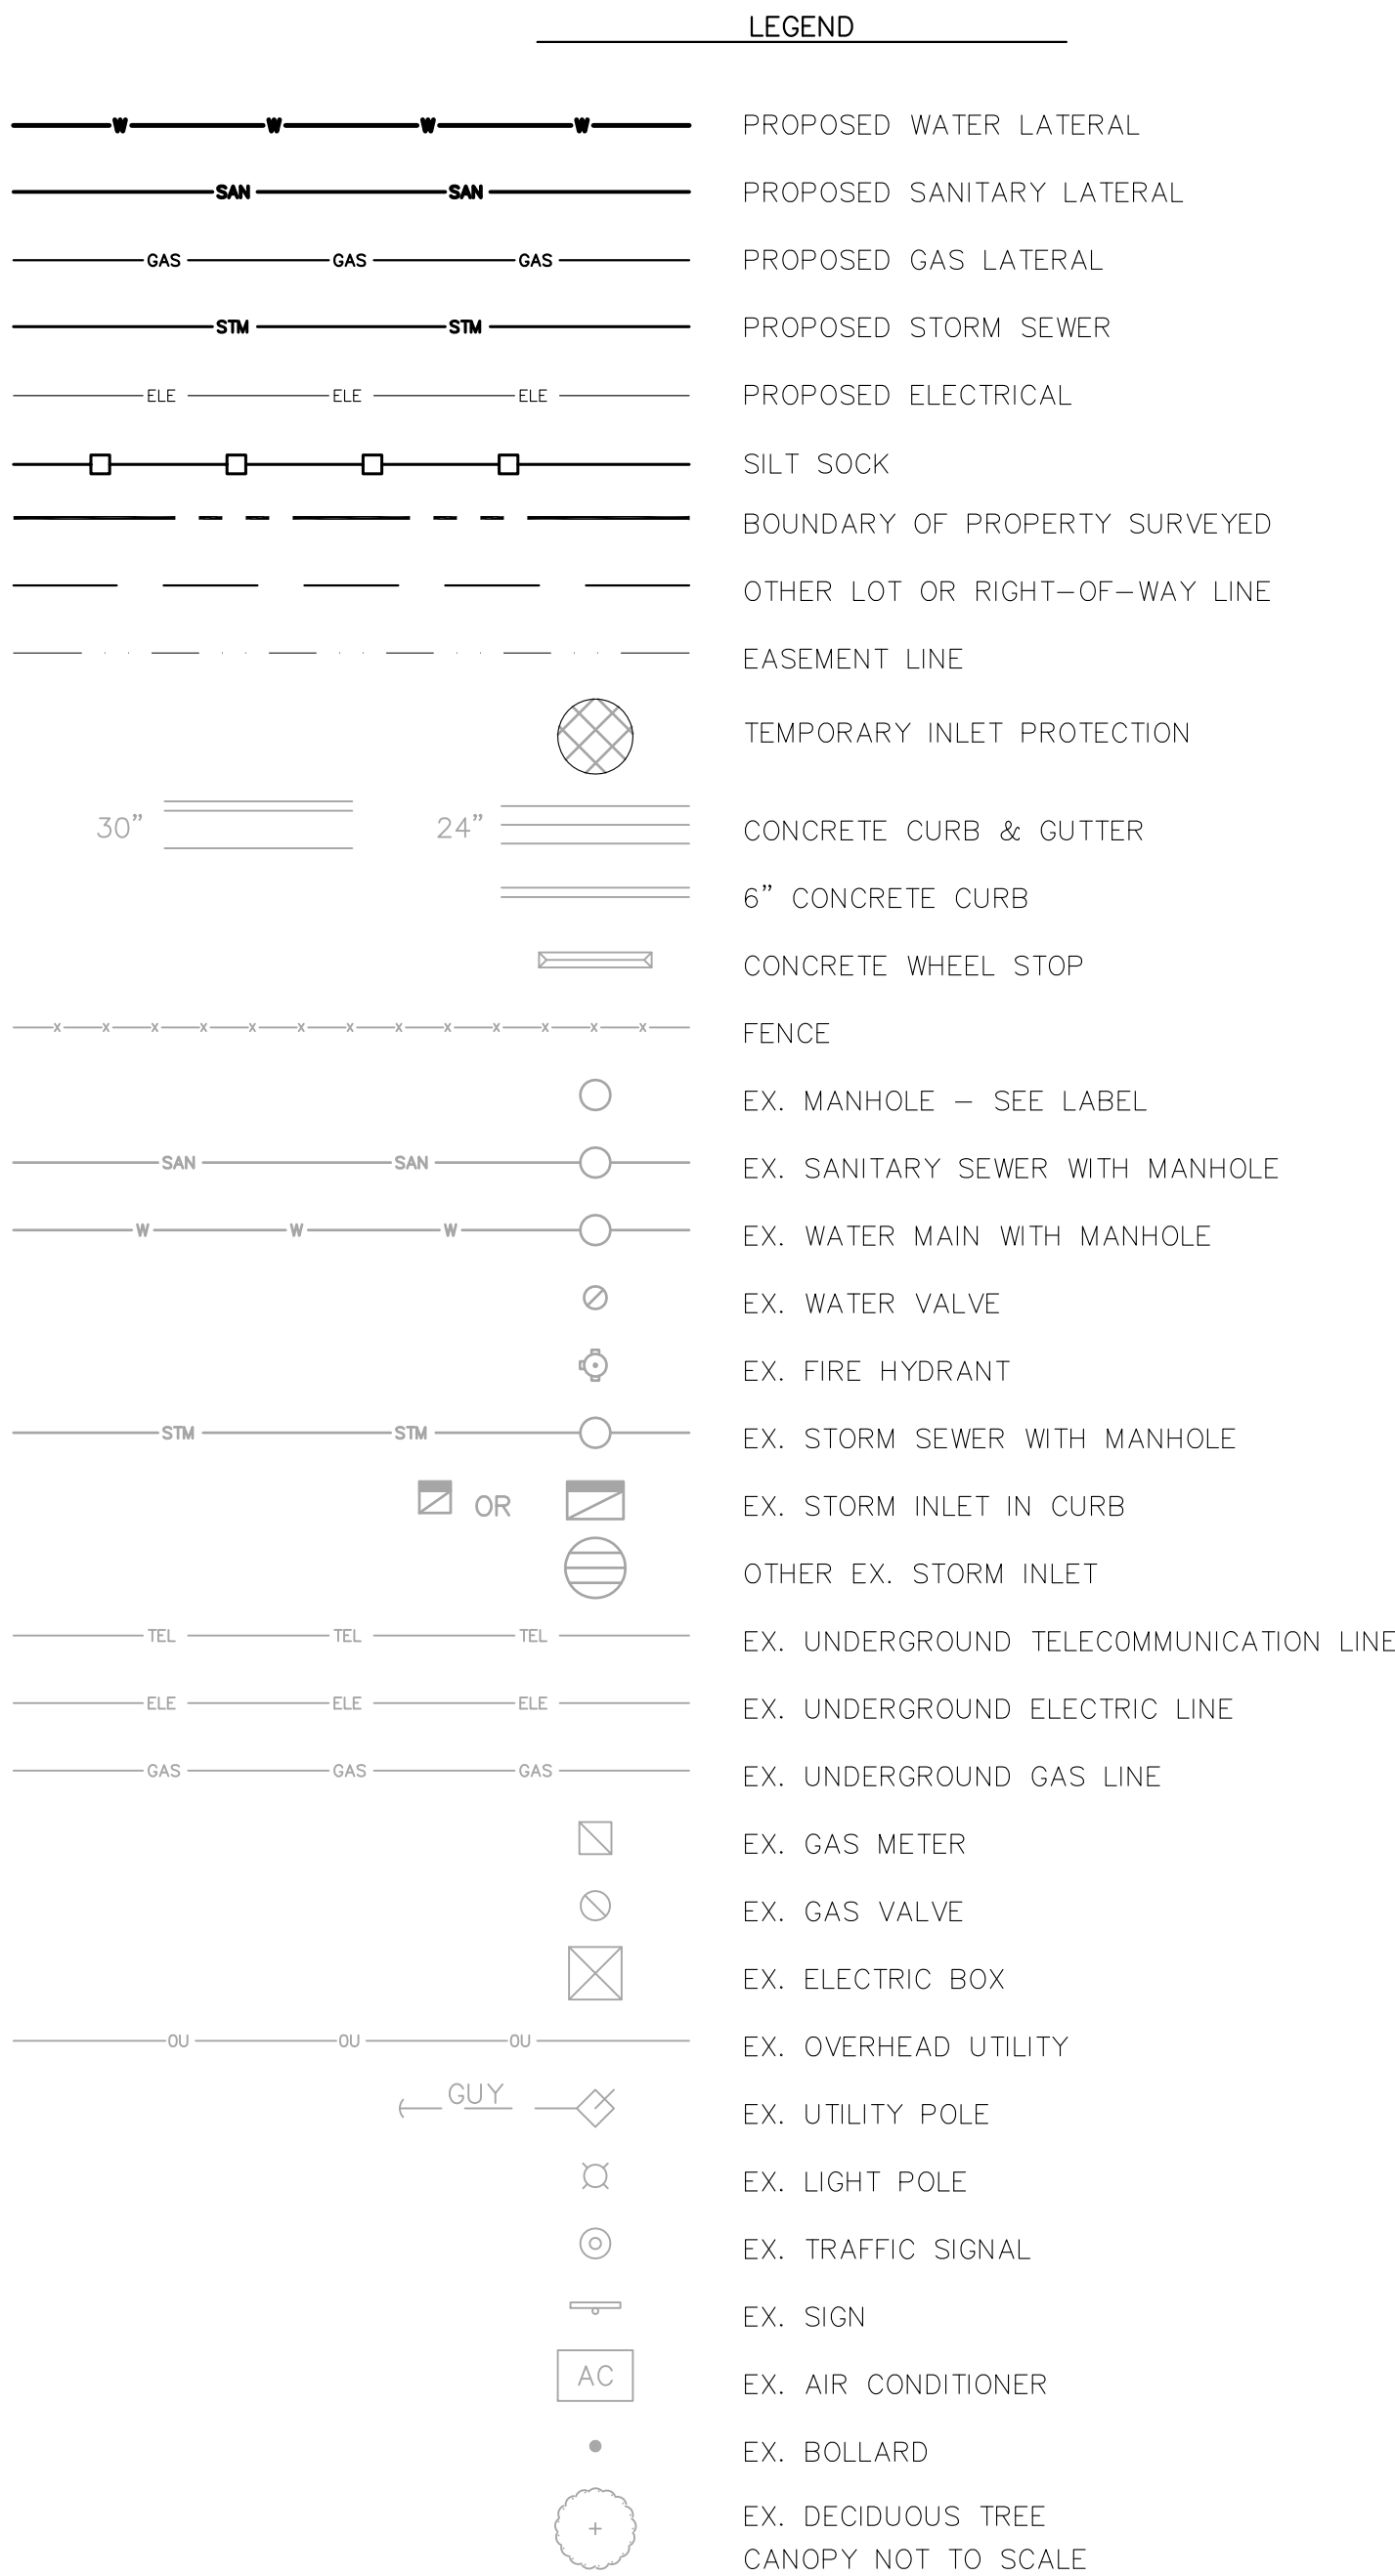 LEGEND
W W W W PROPOSED WATER LATERAL
SAN SAN PROPOSED SANITARY LATERAL
GAS GAS GAS PROPOSED GAS LATERAL
STM STM PROPOSED STORM SEWER
ELE ELE ELE PROPOSED ELECTRICAL
SILT SOCK
BOUNDARY OF PROPERTY SURVEYED
OTHER LOT OR RIGHT-OF-WAY LINE
EASEMENT LINE
TEMPORARY INLET PROTECTION
30" 24" CONCRETE CURB & GUTTER
6" CONCRETE CURB
CONCRETE WHEEL STOP
x x x x x x x x x x x x x FENCE
EX. MANHOLE - SEE LABEL
SAN SAN EX. SANITARY SEWER WITH MANHOLE
W W W EX. WATER MAIN WITH MANHOLE
EX. WATER VALVE
EX. FIRE HYDRANT
STM STM EX. STORM SEWER WITH MANHOLE
OR EX. STORM INLET IN CURB
OTHER EX. STORM INLET
TEL TEL TEL EX. UNDERGROUND TELECOMMUNICATION LINE
ELE ELE ELE EX. UNDERGROUND ELECTRIC LINE
GAS GAS GAS EX. UNDERGROUND GAS LINE
EX. GAS METER
EX. GAS VALVE
EX. ELECTRIC BOX
OU OU OU EX. OVERHEAD UTILITY
GUY EX. UTILITY POLE
EX. LIGHT POLE
EX. TRAFFIC SIGNAL
EX. SIGN
AC EX. AIR CONDITIONER
EX. BOLLARD
EX. DECIDUOUS TREE
CANOPY NOT TO SCALE